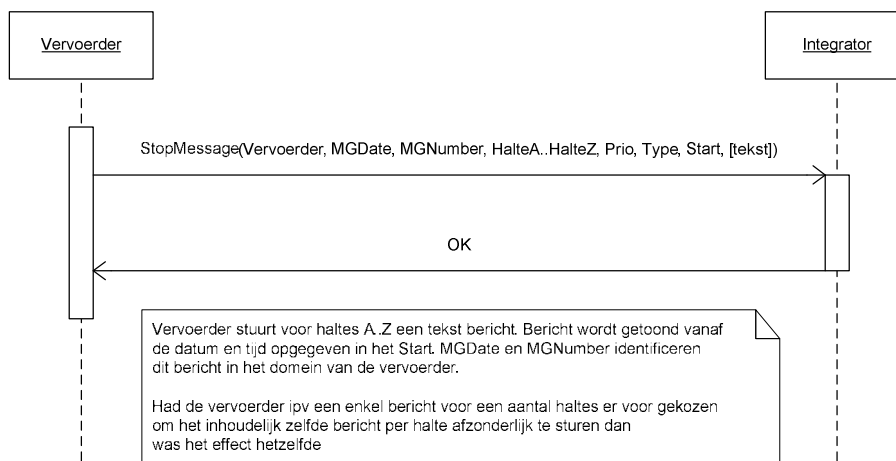 Vervoerder
Integrator
StopMessage(Vervoerder, MGDate, MGNumber, HalteA..HalteZ, Prio, Type, Start, [tekst])
OK
Vervoerder stuurt voor haltes A..Z een tekst bericht. Bericht wordt getoond vanaf
de datum en tijd opgegeven in het Start. MGDate en MGNumber identificeren
dit bericht in het domein van de vervoerder.
Had de vervoerder ipv een enkel bericht voor een aantal haltes er voor gekozen
om het inhoudelijk zelfde bericht per halte afzonderlijk te sturen dan
was het effect hetzelfde